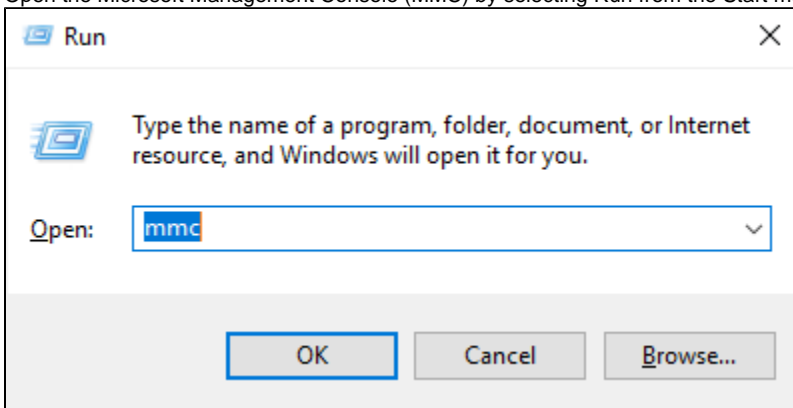 Open the Microsoft Management Console (MMC) by selecting Run from the Start
Run
Type the name of a program, folder, document, or Internet
resource, and Windows will open it for you.
Open:
mmc
OK
Cancel
Browse...